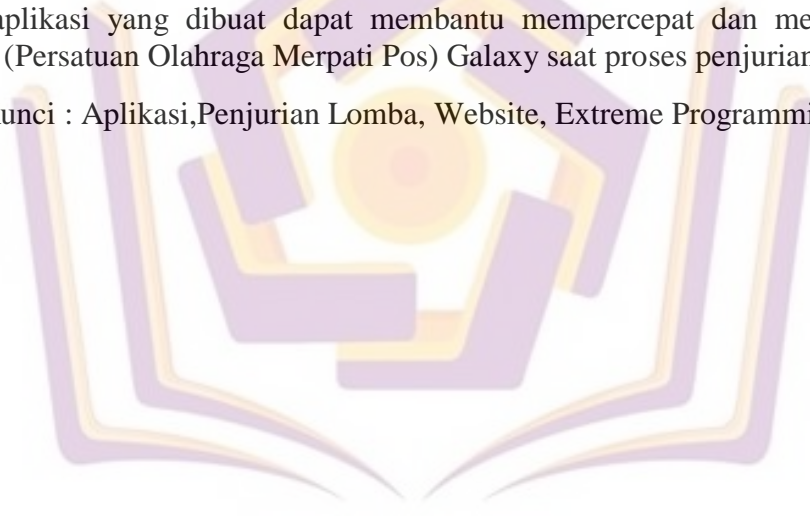 aplikasi yang dibuat dapat membantu mempercepat dan me
(Persatuan Olahraga Merpati Pos) Galaxy saat proses penjurian
unci : Aplikasi,Penjurian Lomba, Website, Extreme Programmi